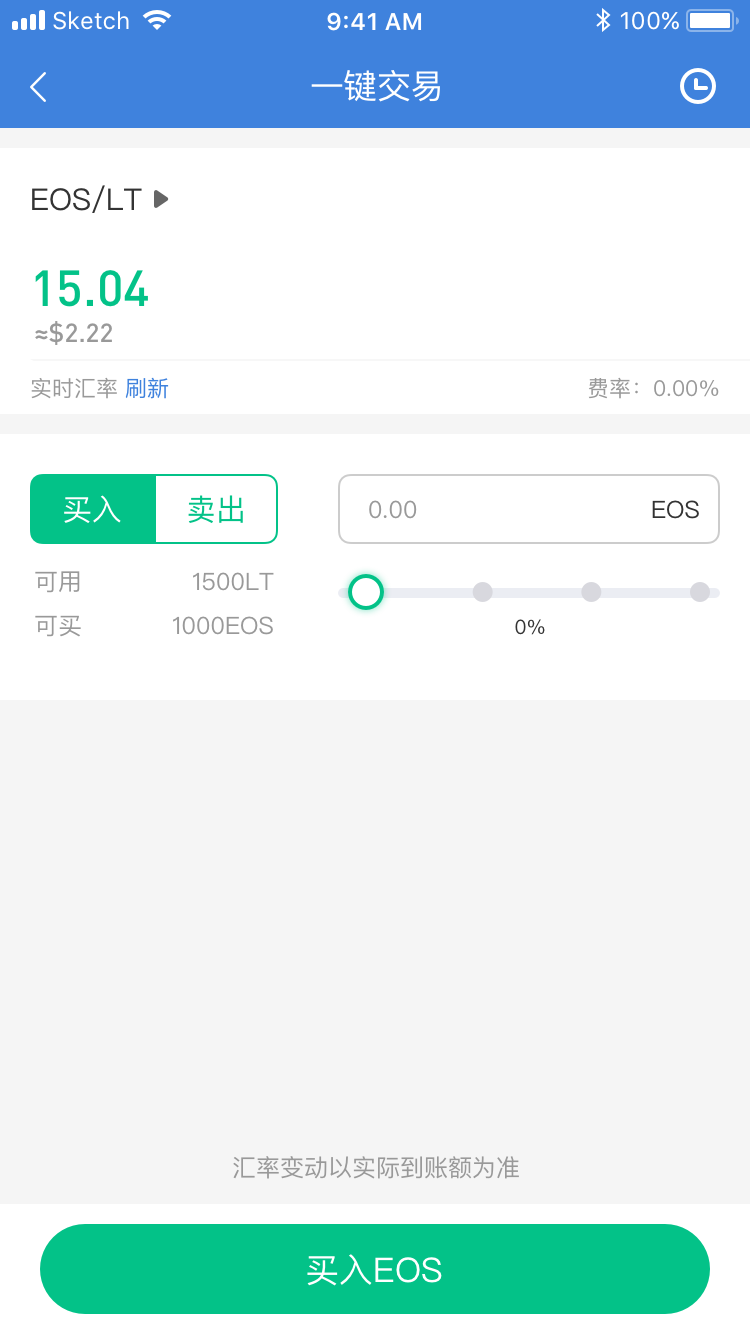 Sketch 9:41 AM 100%
一键交易
EOS/LT
15.04
≈$2.22
实时汇率 刷新 费率：0.00%
买入 卖出 0.00 EOS
可用 1500LT
可买 1000EOS 0%
汇率变动以实际到账额为准
买入EOS